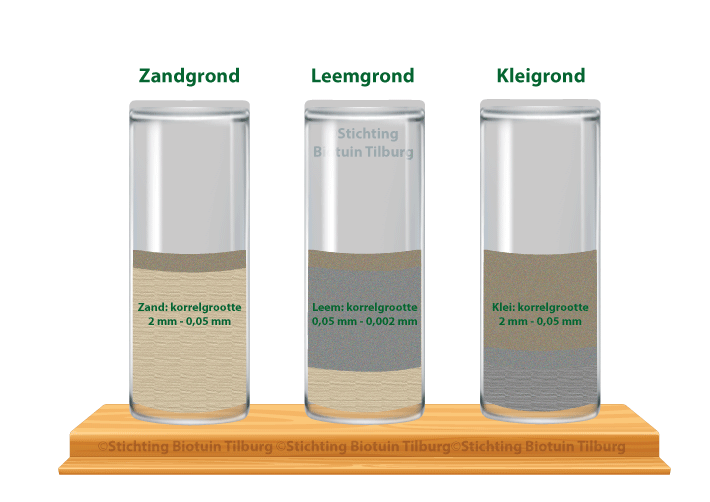 Zandgrond
Leemgrond
Kleigrond
Stichting
Biotuin Tilburg
Zand: korrelgrootte
2 mm - 0,05 mm
Leem: korrelgrootte
0,05 mm - 0,002 mm
Klei: korrelgrootte
2 mm - 0,05 mm
©Stichting Biotuin Tilburg ©Stichting Biotuin Tilburg©Stichting Biotuin Tilburg